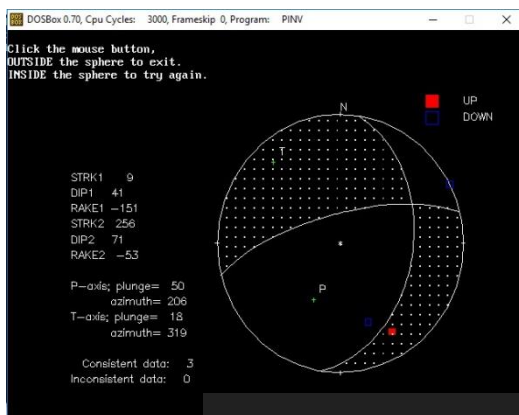 DOSBox 0.70, Cpu Cycles: 3000, Frameskip 0, Program: PINV
Click the mouse button,
OUTSIDE the sphere to exit.
INSIDE the sphere to try again.
N
UP
DOWN
T
STRK1 9
DIP1 41
RAKE1 -151
STRK2 256
DIP2 71
RAKE2 -53
P-axis; plunge= 50
azimuth= 206
T-axis; plunge= 18
azimuth= 319
P
Consistent data: 3
Inconsistent data: 0